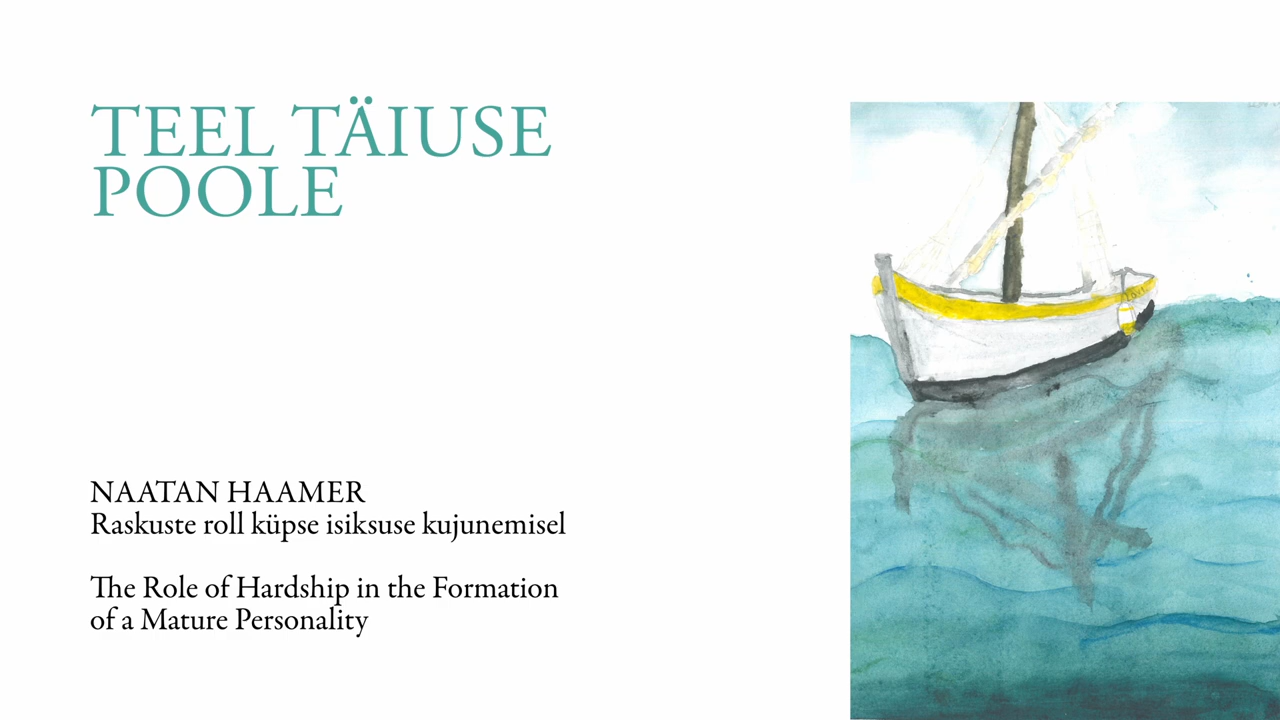 TEEL TÄIUSE
POOLE
NAATAN HAAMER
Raskuste roll küpse isiksuse kujunemisel
The Role of Hardship in the Formation
of a Mature Personality